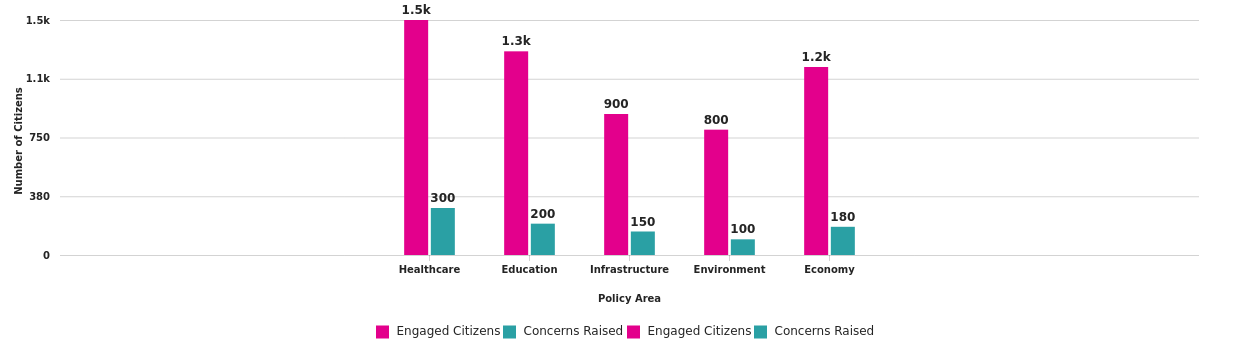 1.5k
1.1k
750
380
0
Number of Citizens
1.5k
300
1.3k
200
900
150
800
100
1.2k
180
Healthcare Education Infrastructure Environment Economy
Policy Area
Engaged Citizens Concerns Raised Engaged Citizens Concerns Raised